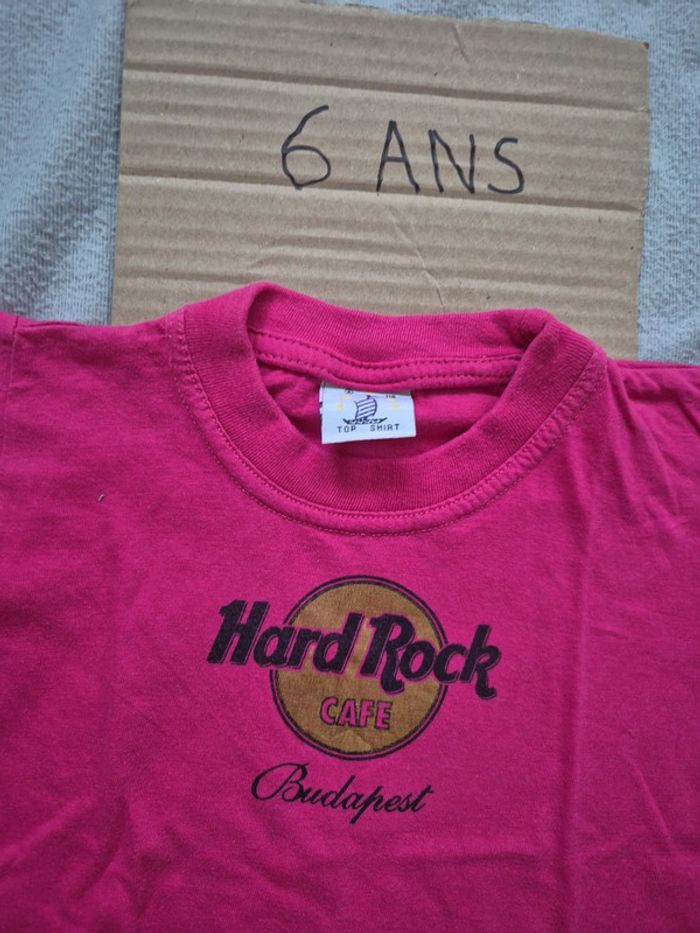 6 ANS
TOP SHIRT
Hard Rock
CAFE
Budapest